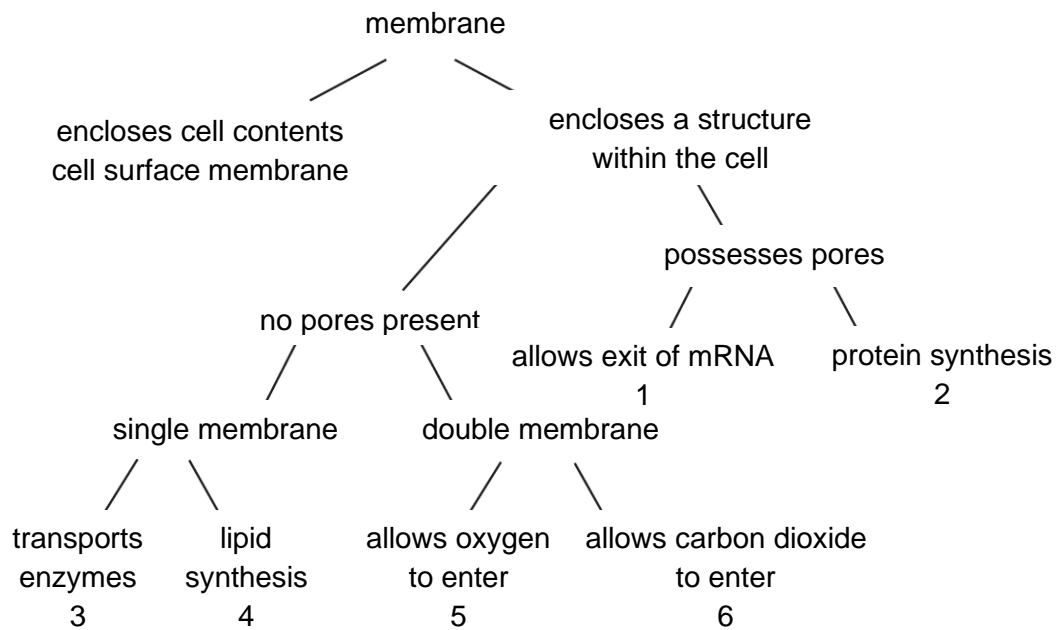 membrane
encloses cell contents
cell surface membrane
encloses a structure
within the cell
possesses pores
no pores present
allows exit of mRNA
1
protein synthesis
2
single membrane
double membrane
transports
enzymes
3
lipid
synthesis
4
allows oxygen
to enter
5
allows carbon dioxide
to enter
6